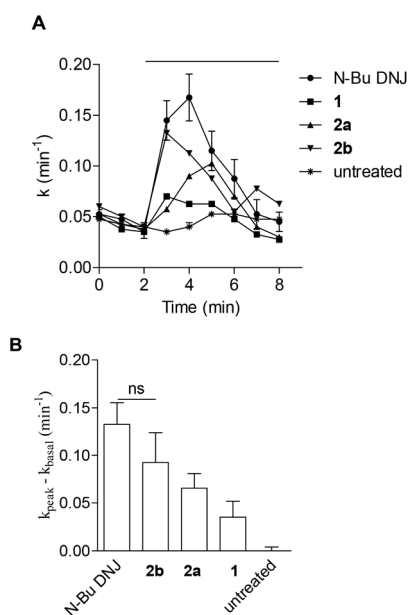 A
0.20
0.15
0.10
0.05
0.00
k (min⁻¹)
0 2 4 6 8
Time (min)
N-Bu DNJ
1
2a
2b
untreated
B
0.20
0.15
0.10
0.05
0.00
kpeak - kbasal (min⁻¹)
ns
N-Bu DNJ
2b
2a
1
untreated